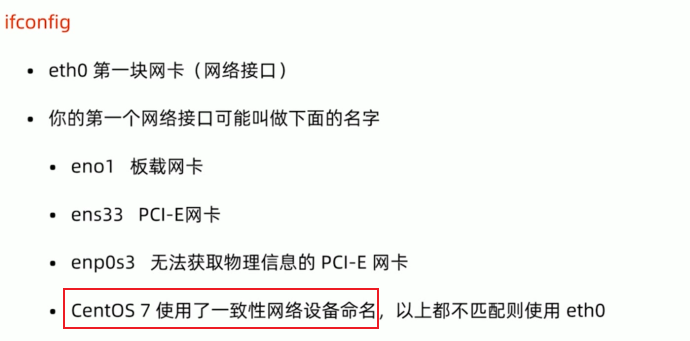 ifconfig
• eth0 第一块网卡（网络接口）
• 你的第一个网络接口可能叫做下面的名字
• eno1 板载网卡
• ens33 PCI-E网卡
• enp0s3 无法获取物理信息的 PCI-E 网卡
• CentOS 7 使用了一致性网络设备命名，以上都不匹配则使用 eth0